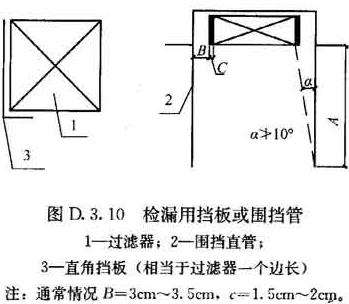 B
C
2
α
A
α≯10°
1
3
图 D.3.10 检漏用挡板或围挡管
1—过滤器；2—围挡直管；
3—直角挡板（相当于过滤器一个边长）
注：通常情况 B=3cm～3.5cm，c=1.5cm～2cm。